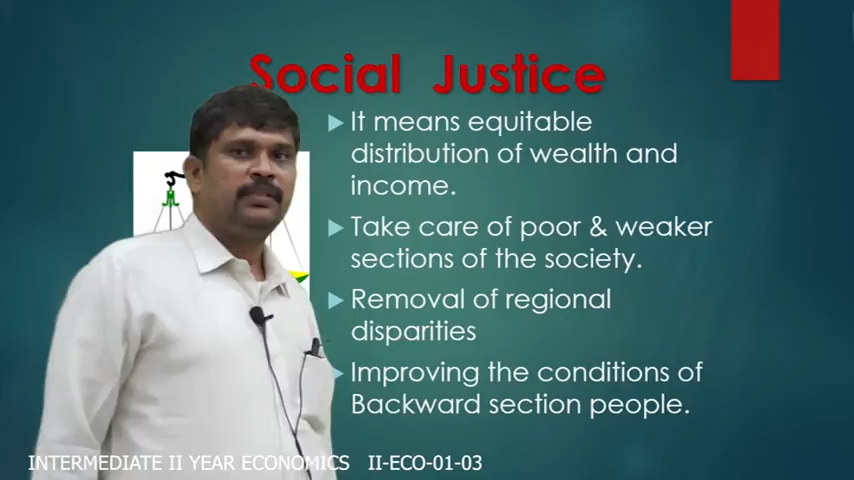 Social Justice
It means equitable
distribution of wealth and
income.
Take care of poor & weaker
sections of the society.
Removal of regional
disparities
Improving the conditions of
Backward section people.
INTERMEDIATE II YEAR ECONOMICS II-ECO-01-03